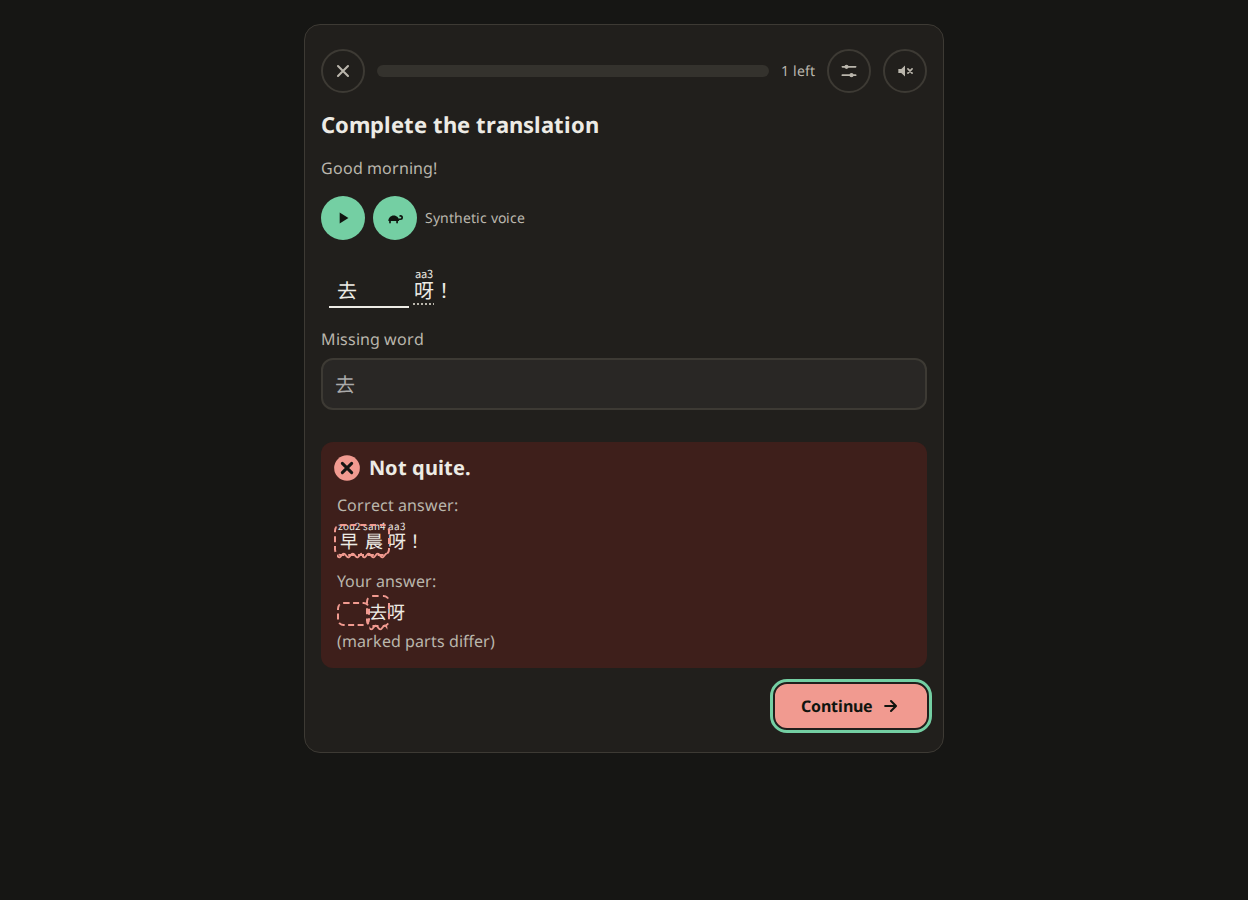 1 left
Complete the translation
Good morning!
Synthetic voice
aa3
去 呀！
Missing word
去
Not quite.
Correct answer:
zou2 san4 aa3
早晨呀！
Your answer:
去呀
(marked parts differ)
Continue